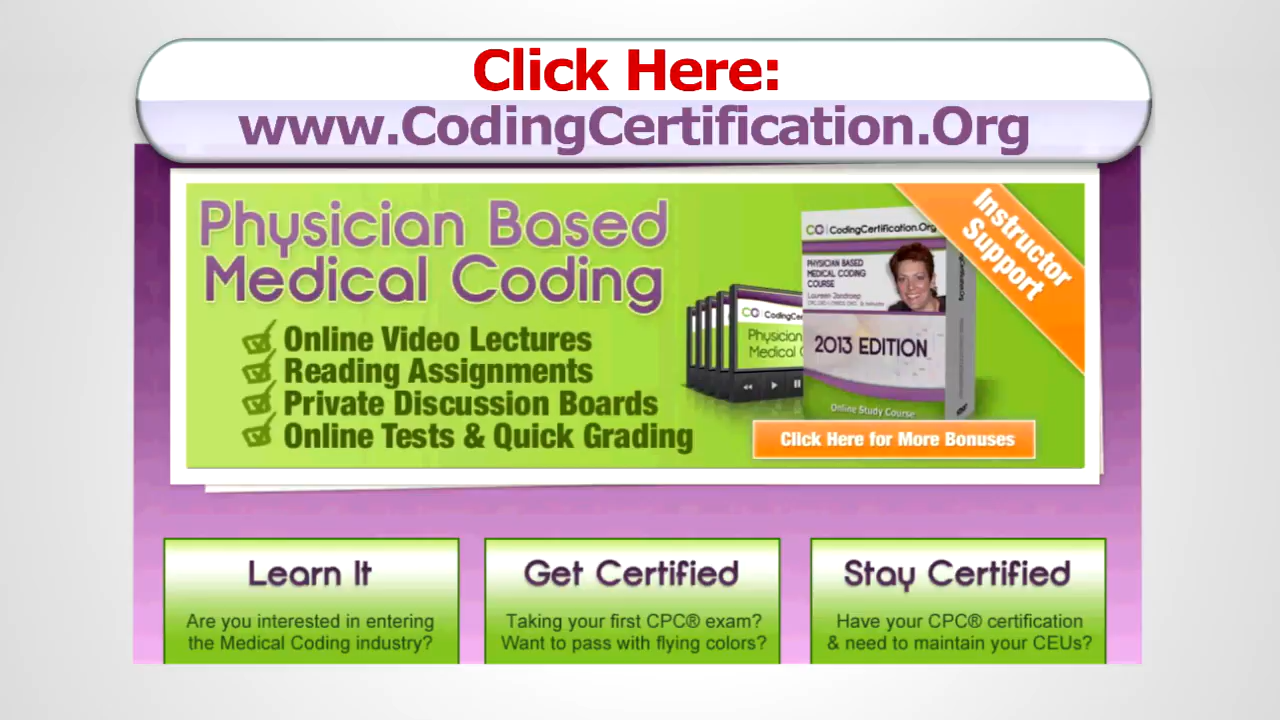 Click Here:
www.CodingCertification.Org
Physician Based
Medical Coding
Online Video Lectures
Reading Assignments
Private Discussion Boards
Online Tests & Quick Grading
Instructor
Support
CodingCertification.Org
PHYSICIAN BASED
MEDICAL CODING
COURSE
2013 EDITION
Online Study Course
Physician
Medical
Click Here for More Bonuses
Learn It
Are you interested in entering
the Medical Coding industry?
Get Certified
Taking your first CPC® exam?
Want to pass with flying colors?
Stay Certified
Have your CPC® certification
& need to maintain your CEUs?